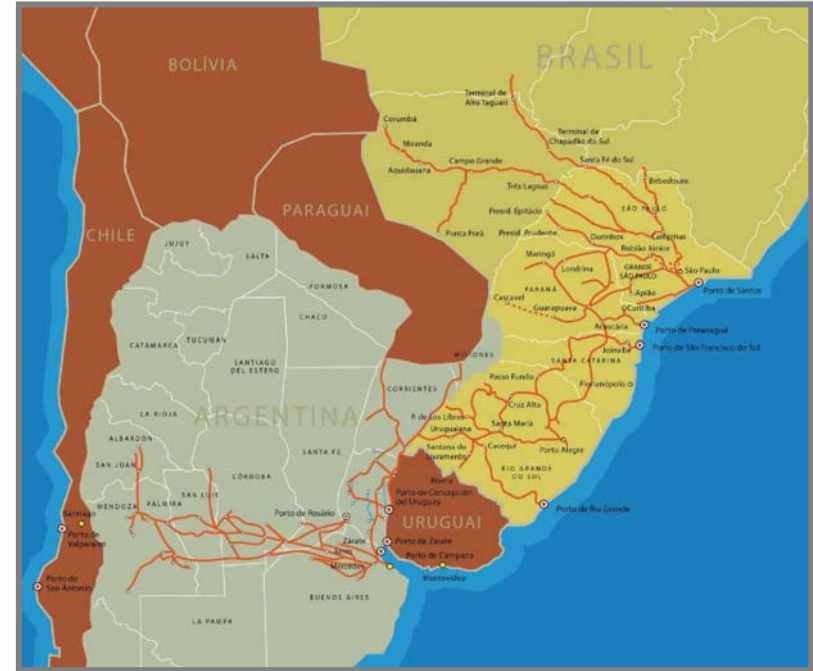 BRASIL
BOLÍVIA
Terminal de
Alto Taquari
Corumbá
Terminal de
Chapadão do Sul
Miranda
Campo Grande
Santa Fé do Sul
Aquidauana
Bebedouro
Três Lagoas
SÃO PAULO
PARAGUAI
Presid. Epitácio
Ponta Porã
Presid. Prudente
Ourinhos
Campinas
CHILE
JUJUY
Maringá
SALTA
Londrina
GRANDE
SÃO PAULO
São Paulo
FORMOSA
PARANÁ
Porto de Santos
Cascavel
Guarapuava
Curitiba
CHACO
Araucária
Porto de Paranaguá
CATAMARCA
TUCUMAN
Joinville
Porto de São Francisco do Sul
SANTIAGO
DEL ESTERO
MISIONES
SANTA CATARINA
CORRIENTES
Passo Fundo
Florianópolis
Cruz Alta
LA RIOJA
ARGENTINA
P. de Los Libres
Santa Maria
Uruguaiana
ALBARDÓN
SANTA FE
Santana do
Livramento
Cacequi
Porto Alegre
SAN JUAN
RIO GRANDE
DO SUL
CÓRDOBA
Rivera
SAN LUIS
Porto de Concepción
del Uruguay
MENDOZA
PALMIRA
Porto de Rio Grande
Santiago
Porto de Rosário
URUGUAI
Porto de
Valparaíso
Zárate
Porto de Zárate
Junin
Porto de Campana
Mercedes
Montevideo
Porto de
San Antonio
BUENOS AIRES
LA PAMPA